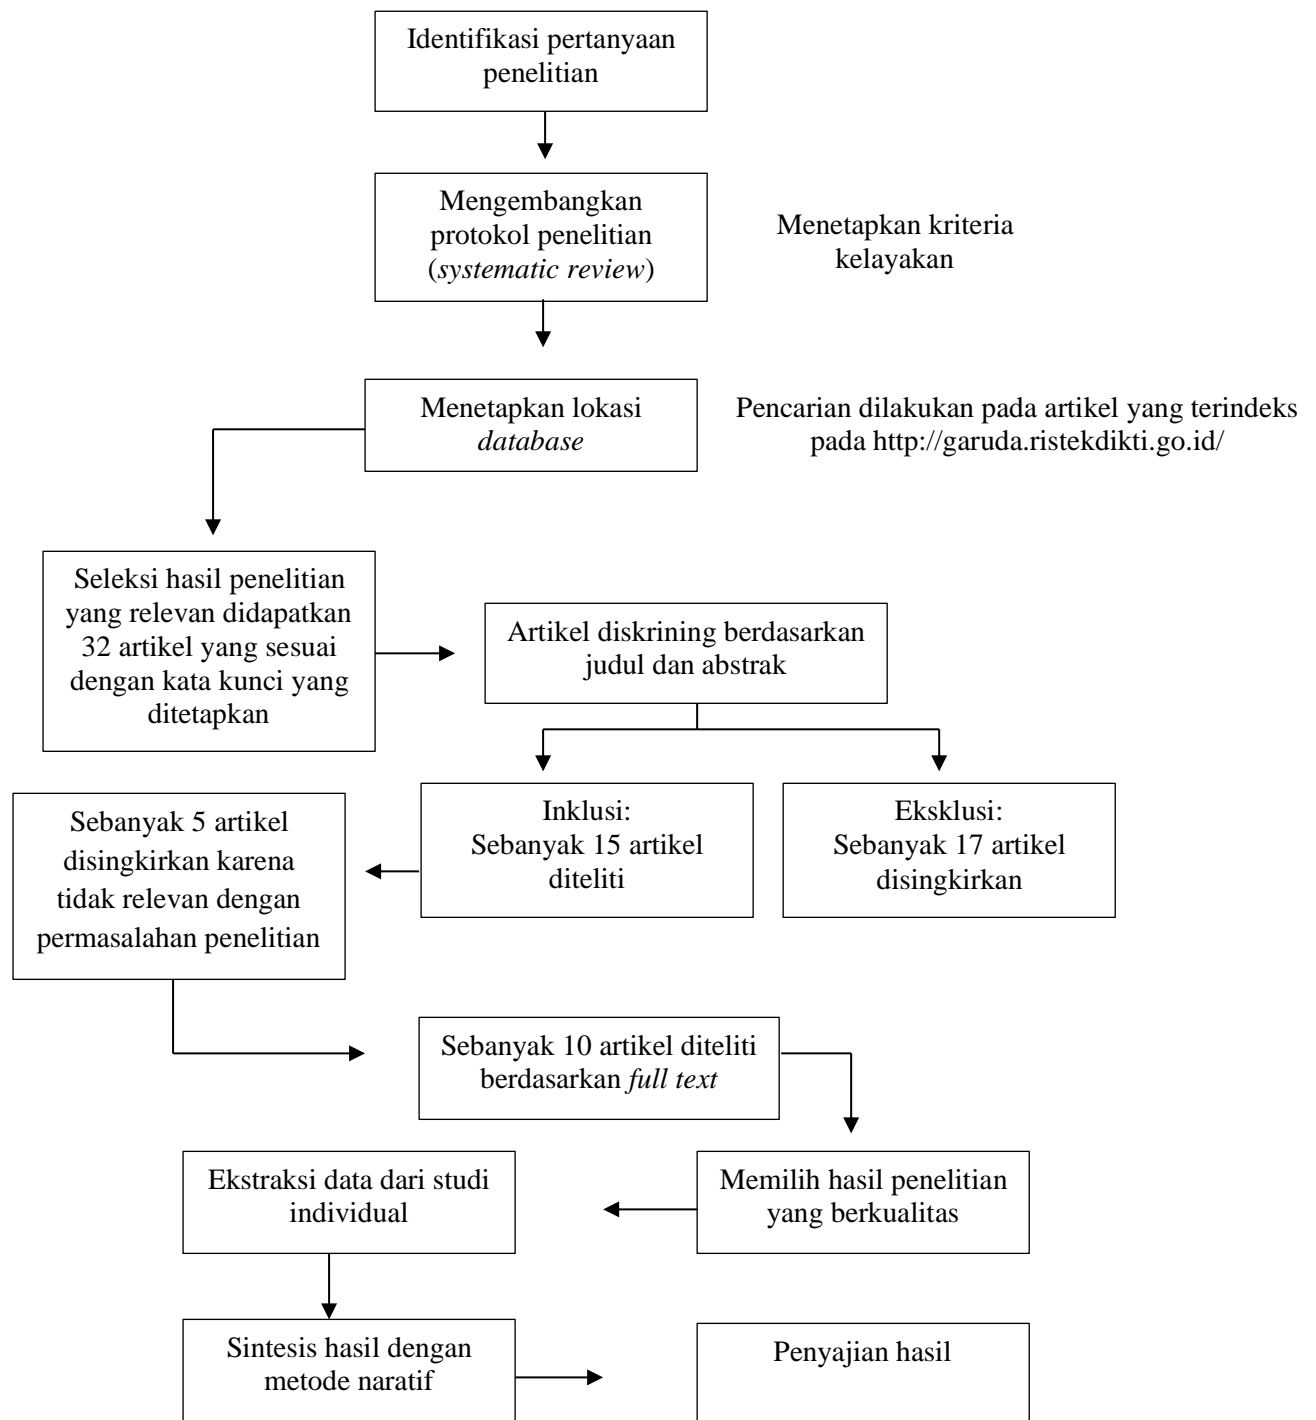 Identifikasi pertanyaan
penelitian
Mengembangkan
protokol penelitian
(systematic review)
Menetapkan kriteria
kelayakan
Menetapkan lokasi
database
Pencarian dilakukan pada artikel yang terindeks
pada http://garuda.ristekdikti.go.id/
Seleksi hasil penelitian
yang relevan didapatkan
32 artikel yang sesuai
dengan kata kunci yang
ditetapkan
Artikel diskrining berdasarkan
judul dan abstrak
Inklusi:
Sebanyak 15 artikel
diteliti
Eksklusi:
Sebanyak 17 artikel
disingkirkan
Sebanyak 5 artikel
disingkirkan karena
tidak relevan dengan
permasalahan penelitian
Sebanyak 10 artikel diteliti
berdasarkan full text
Memilih hasil penelitian
yang berkualitas
Ekstraksi data dari studi
individual
Sintesis hasil dengan
metode naratif
Penyajian hasil